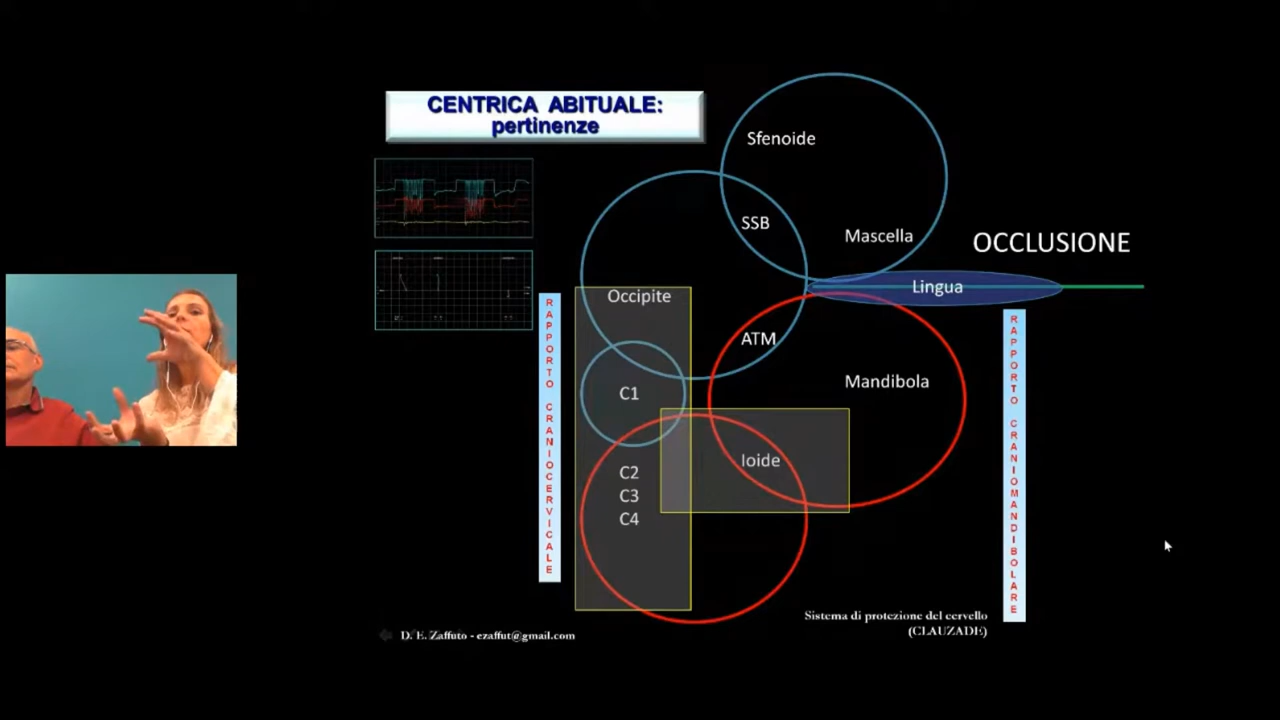 CENTRICA ABITUALE:
pertinenze
Sfenoide
SSB
Mascella
OCCLUSIONE
Lingua
Occipite
ATM
Mandibola
C1
Ioide
C2
C3
C4
RAPPORTO CRANIOCERVICALE
RAPPORTO CRANIOMANDIBOLARE
Sistema di protezione del cervello
(CLAUZADE)
D. E. Zaffuto - ezaffut@gmail.com